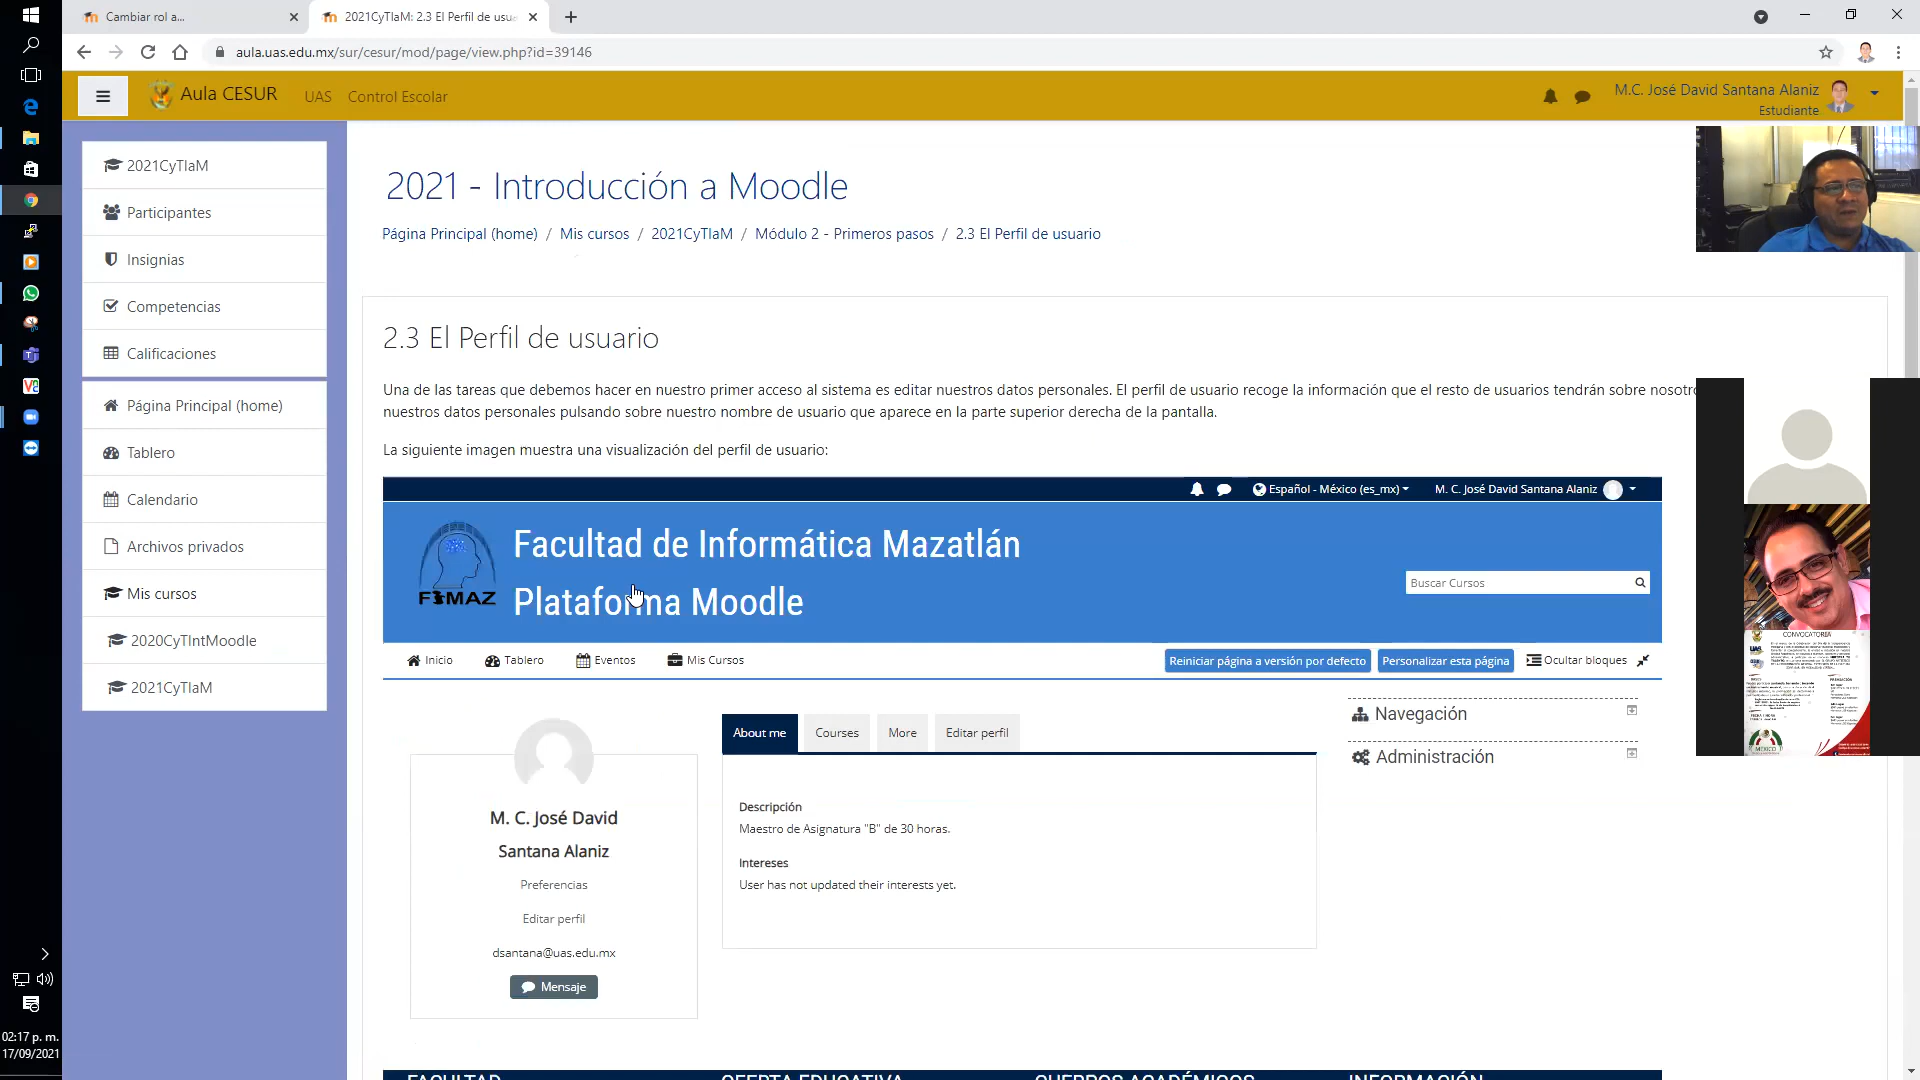 Cambiar rol a...
2021CyTIaM: 2.3 El Perfil de usu
aula.uas.edu.mx/sur/cesur/mod/page/view.php?id=39146
Aula CESUR
UAS
Control Escolar
M.C. José David Santana Alaniz
Estudiante
2021CyTIaM
Participantes
Insignias
Competencias
Calificaciones
Página Principal (home)
Tablero
Calendario
Archivos privados
Mis cursos
2020CyTIntMoodle
2021CyTIaM
2021 - Introducción a Moodle
Página Principal (home) / Mis cursos / 2021CyTIaM / Módulo 2 - Primeros pasos / 2.3 El Perfil de usuario
2.3 El Perfil de usuario
Una de las tareas que debemos hacer en nuestro primer acceso al sistema es editar nuestros datos personales. El perfil de usuario recoge la información que el resto de usuarios tendrán sobre nosotro
nuestros datos personales pulsando sobre nuestro nombre de usuario que aparece en la parte superior derecha de la pantalla.
La siguiente imagen muestra una visualización del perfil de usuario:
Español - México (es_mx)
M. C. José David Santana Alaniz
FIMAZ
Facultad de Informática Mazatlán
Plataforma Moodle
Buscar Cursos
Inicio
Tablero
Eventos
Mis Cursos
Reiniciar página a versión por defecto
Personalizar esta página
Ocultar bloques
M. C. José David
Santana Alaniz
Preferencias
Editar perfil
dsantana@uas.edu.mx
Mensaje
About me
Courses
More
Editar perfil
Descripción
Maestro de Asignatura "B" de 30 horas.
Intereses
User has not updated their interests yet.
Navegación
Administración
FACULTAD
OFERTA EDUCATIVA
CUERPOS ACADÉMICOS
INFORMACIÓN
CONVOCATORIA
UAS
MÉXICO
02:17 p. m.
17/09/2021